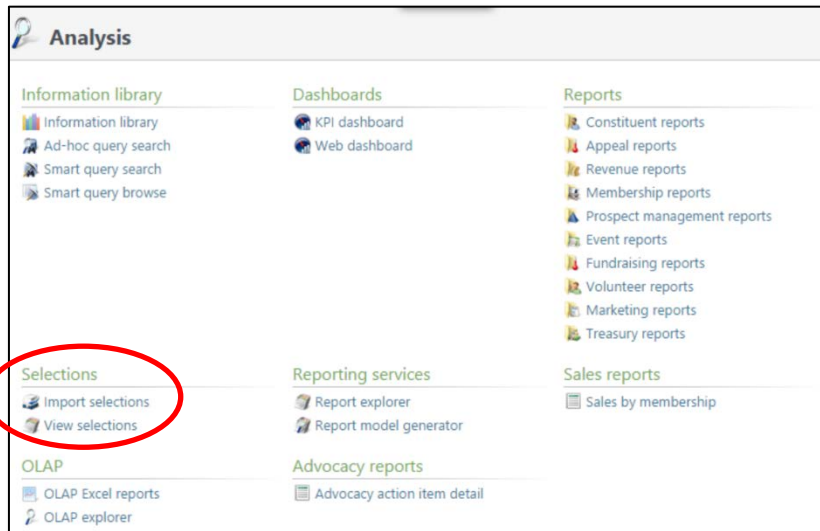 Analysis
Information library
Information library
Ad-hoc query search
Smart query search
Smart query browse
Dashboards
KPI dashboard
Web dashboard
Reports
Constituent reports
Appeal reports
Revenue reports
Membership reports
Prospect management reports
Event reports
Fundraising reports
Volunteer reports
Marketing reports
Treasury reports
Selections
Import selections
View selections
Reporting services
Report explorer
Report model generator
Sales reports
Sales by membership
OLAP
OLAP Excel reports
OLAP explorer
Advocacy reports
Advocacy action item detail